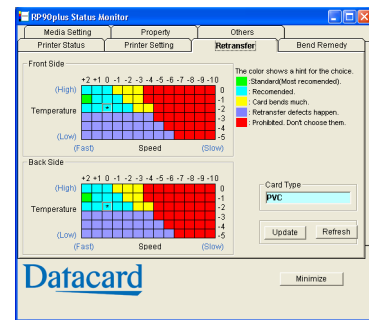 RP90plus Status Monitor
Media Setting Property Others
Printer Status Printer Setting Retransfer Bend Remedy
Front Side
The color shows a hint for the choice.
+2 +1 0 -1 -2 -3 -4 -5 -6 -7 -8 -9 -10
: Standard(Most recomended).
(High) 0
: Recomended.
-1
: Card bends much.
Temperature -2
: Retransfer defects happen.
-3
: Prohibited. Don't choose them.
-4
(Low) -5
(Fast) Speed (Slow)
Back Side
+2 +1 0 -1 -2 -3 -4 -5 -6 -7 -8 -9 -10
(High) 0
Card Type
-1
PVC
Temperature -2
-3
-4
Update Refresh
(Low) -5
(Fast) Speed (Slow)
Datacard
Minimize